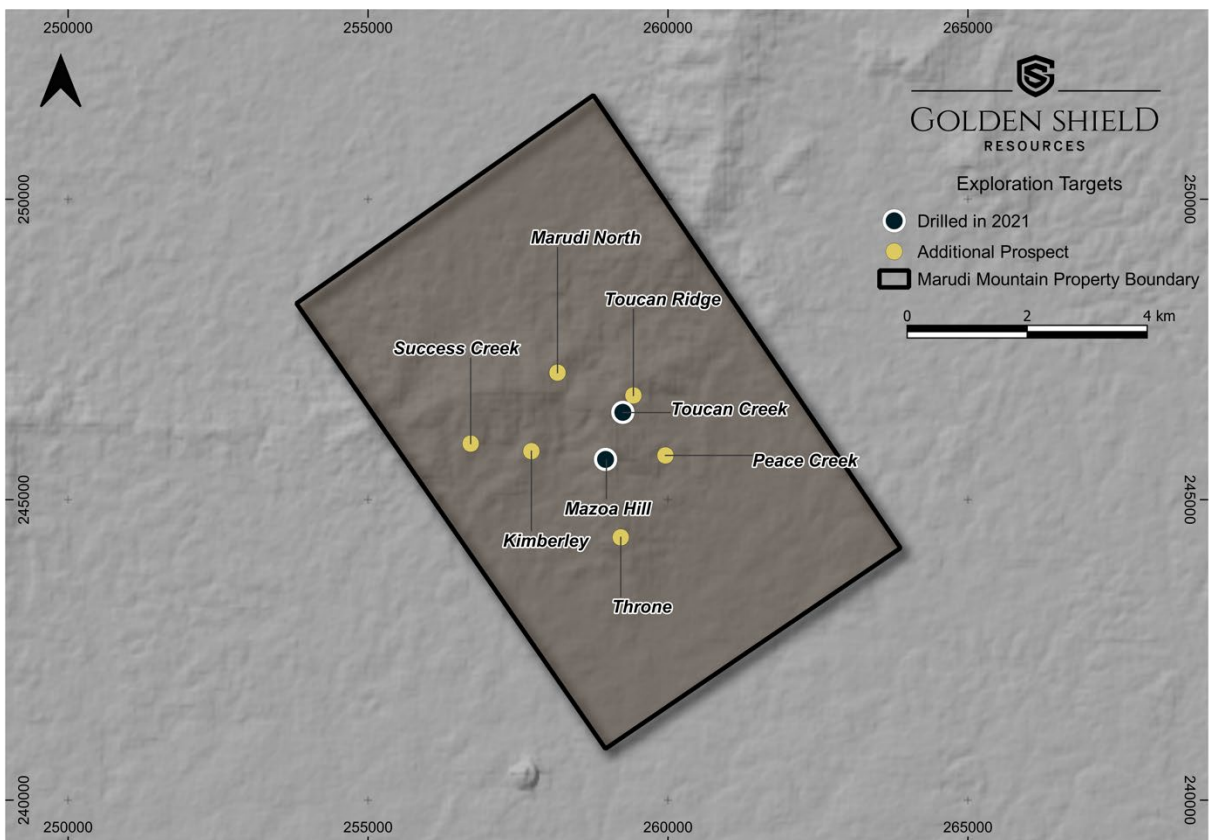 250000
255000
260000
265000
GOLDEN SHIELD
RESOURCES
Exploration Targets
Drilled in 2021
Additional Prospect
Marudi Mountain Property Boundary
0
2
4 km
250000
250000
Marudi North
Toucan Ridge
Success Creek
Toucan Creek
Peace Creek
245000
245000
Mazoa Hill
Kimberley
Throne
240000
240000
250000
255000
260000
265000